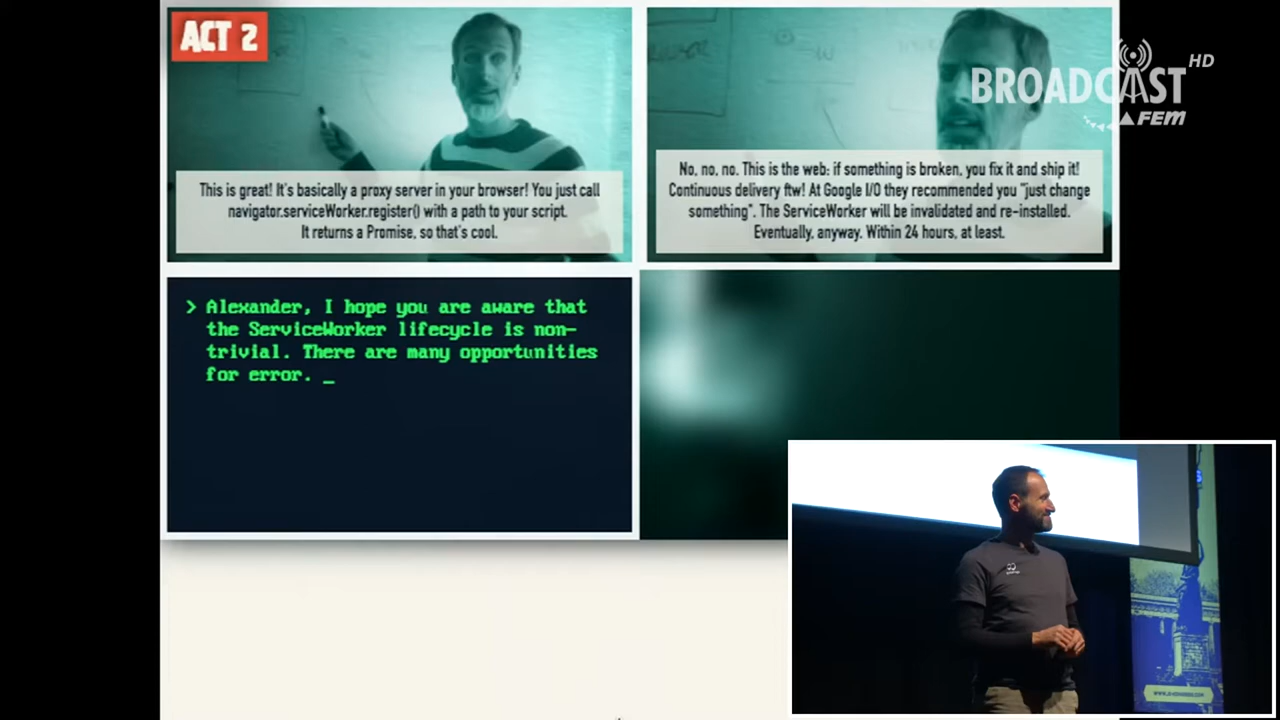 ACT 2
This is great! It's basically a proxy server in your browser! You just call
navigator.serviceWorker.register() with a path to your script.
It returns a Promise, so that's cool.
BROADCAST HD
FEM
No, no, no. This is the web: if something is broken, you fix it and ship it!
Continuous delivery ftw! At Google I/O they recommended you "just change
something". The ServiceWorker will be invalidated and re-installed.
Eventually, anyway. Within 24 hours, at least.
> Alexander, I hope you are aware that
the ServiceWorker lifecycle is non-
trivial. There are many opportunities
for error. _